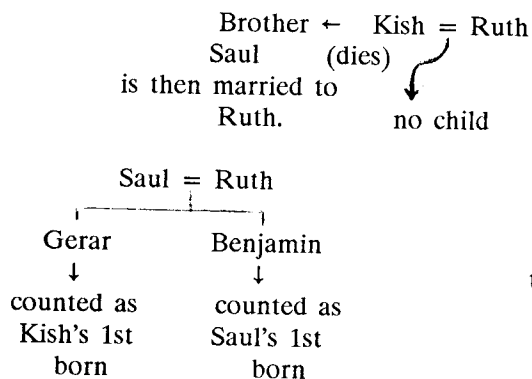 Brother ← Kish = Ruth
Saul (dies)
is then married to
Ruth. no child
Saul = Ruth
Gerar Benjamin
↓ ↓
counted as counted as
Kish's 1st Saul's 1st
born born